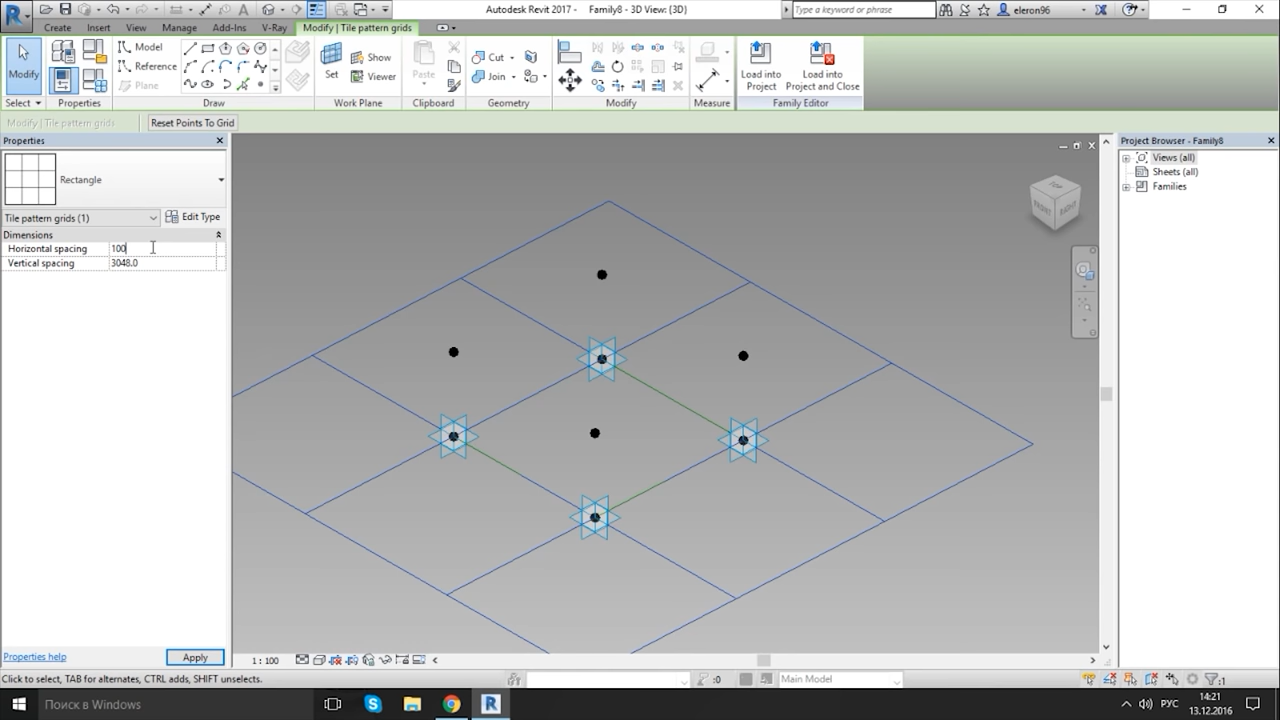 Autodesk Revit 2017 - Family8 - 3D View: {3D}
Type a keyword or phrase
eleron96
Create Insert View Manage Add-Ins V-Ray Modify | Tile pattern grids
Modify
Model
Reference
Plane
Set
Show
Viewer
Paste
Cut
Join
Load into Project
Load into Project and Close
Select Properties Draw Work Plane Clipboard Geometry Modify Measure Family Editor
Modify | Tile pattern grids Reset Points To Grid
Properties
Rectangle
Tile pattern grids (1) Edit Type
Dimensions
Horizontal spacing 100
Vertical spacing 3048.0
Properties help Apply
TOP
FRONT RIGHT
Project Browser - Family8
Views (all)
Sheets (all)
Families
1 : 100
Click to select, TAB for alternates, CTRL adds, SHIFT unselects.
:0
Main Model
:1
Поиск в Windows
РУС
14:21
13.12.2016